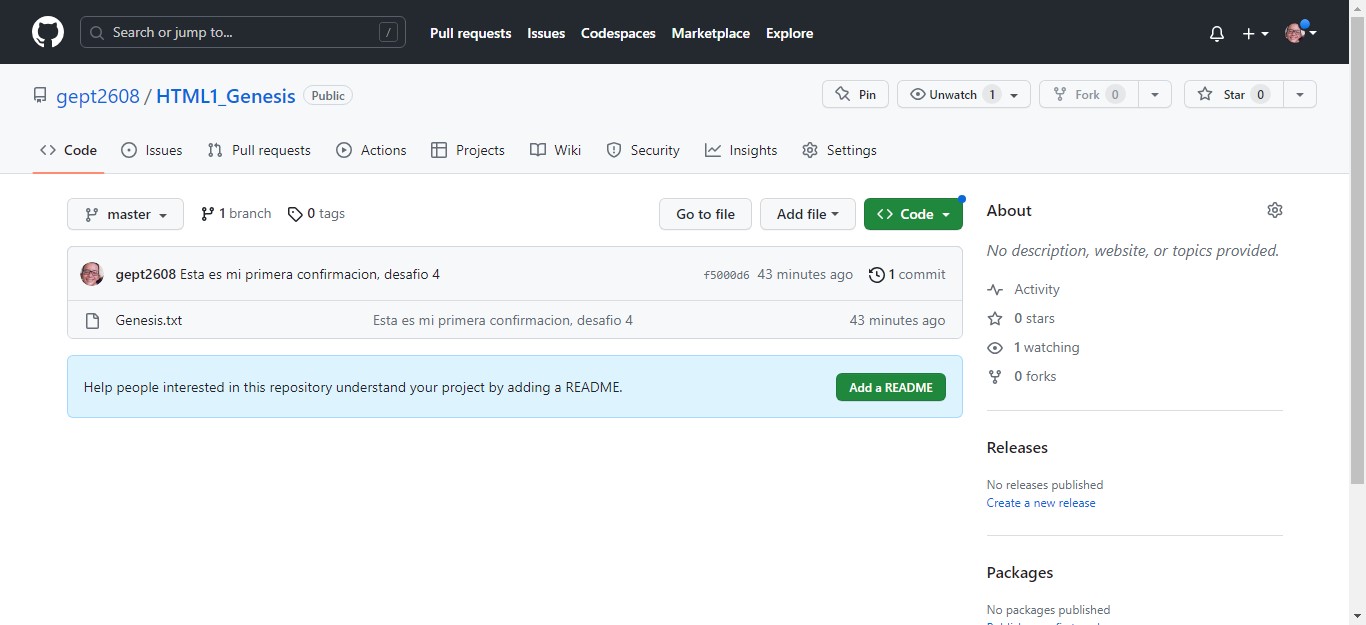 Search or jump to... / Pull requests Issues Codespaces Marketplace Explore
gept2608 / HTML1_Genesis Public Pin Unwatch 1 Fork 0 Star 0
Code Issues Pull requests Actions Projects Wiki Security Insights Settings
master 1 branch 0 tags Go to file Add file Code
gept2608 Esta es mi primera confirmacion, desafio 4 f5000d6 43 minutes ago 1 commit
Genesis.txt Esta es mi primera confirmacion, desafio 4 43 minutes ago
Help people interested in this repository understand your project by adding a README. Add a README
About
No description, website, or topics provided.
Activity
0 stars
1 watching
0 forks
Releases
No releases published
Create a new release
Packages
No packages published